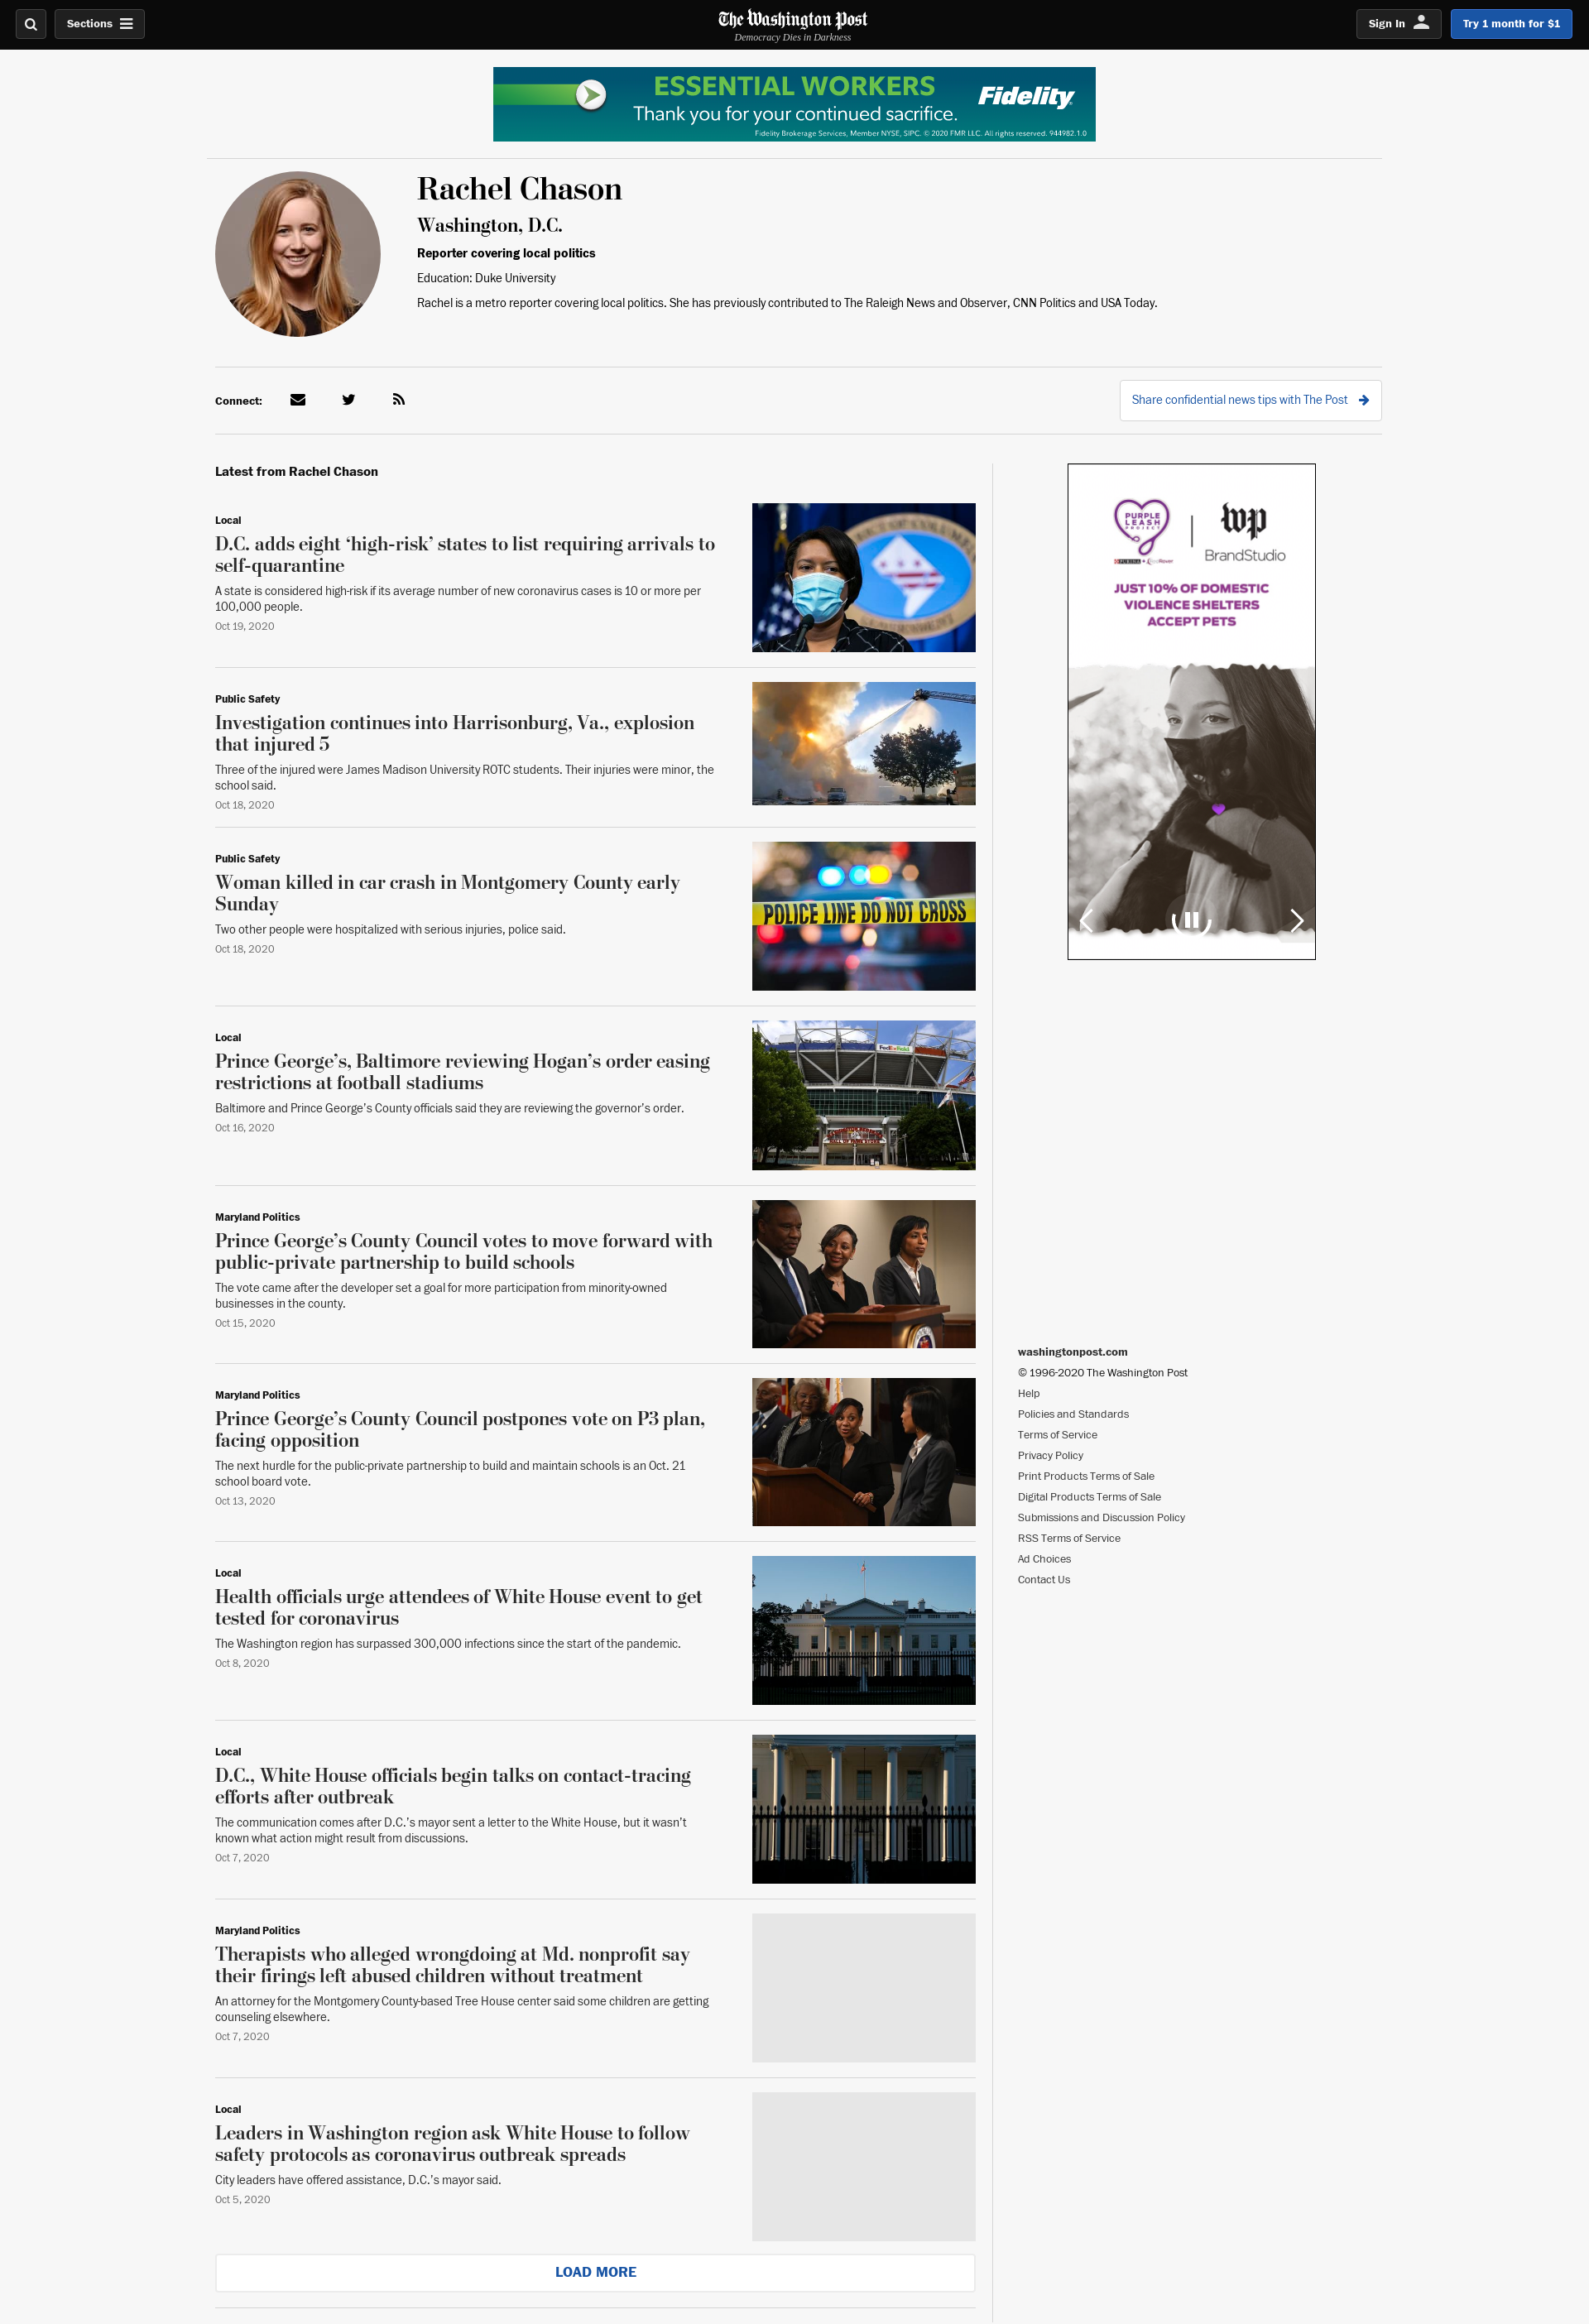 Sections
The Washington Post
Democracy Dies in Darkness
Sign In
Try 1 month for $1
ESSENTIAL WORKERS
Thank you for your continued sacrifice.
Fidelity
Fidelity Brokerage Services, Member NYSE, SIPC. © 2020 FMR LLC. All rights reserved. 944982.1.0
Rachel Chason
Washington, D.C.
Reporter covering local politics
Education: Duke University
Rachel is a metro reporter covering local politics. She has previously contributed to The Raleigh News and Observer, CNN Politics and USA Today.
Connect:
Share confidential news tips with The Post
Latest from Rachel Chason
Local
D.C. adds eight ‘high-risk’ states to list requiring arrivals to
self-quarantine
A state is considered high-risk if its average number of new coronavirus cases is 10 or more per
100,000 people.
Oct 19, 2020
Public Safety
Investigation continues into Harrisonburg, Va., explosion
that injured 5
Three of the injured were James Madison University ROTC students. Their injuries were minor, the
school said.
Oct 18, 2020
Public Safety
Woman killed in car crash in Montgomery County early
Sunday
Two other people were hospitalized with serious injuries, police said.
Oct 18, 2020
POLICE LINE DO NOT CROSS
Local
Prince George’s, Baltimore reviewing Hogan’s order easing
restrictions at football stadiums
Baltimore and Prince George’s County officials said they are reviewing the governor’s order.
Oct 16, 2020
FedEx Field
Maryland Politics
Prince George’s County Council votes to move forward with
public-private partnership to build schools
The vote came after the developer set a goal for more participation from minority-owned
businesses in the county.
Oct 15, 2020
Maryland Politics
Prince George’s County Council postpones vote on P3 plan,
facing opposition
The next hurdle for the public-private partnership to build and maintain schools is an Oct. 21
school board vote.
Oct 13, 2020
Local
Health officials urge attendees of White House event to get
tested for coronavirus
The Washington region has surpassed 300,000 infections since the start of the pandemic.
Oct 8, 2020
Local
D.C., White House officials begin talks on contact-tracing
efforts after outbreak
The communication comes after D.C.’s mayor sent a letter to the White House, but it wasn’t
known what action might result from discussions.
Oct 7, 2020
Maryland Politics
Therapists who alleged wrongdoing at Md. nonprofit say
their firings left abused children without treatment
An attorney for the Montgomery County-based Tree House center said some children are getting
counseling elsewhere.
Oct 7, 2020
Local
Leaders in Washington region ask White House to follow
safety protocols as coronavirus outbreak spreads
City leaders have offered assistance, D.C.’s mayor said.
Oct 5, 2020
LOAD MORE
PURPLE
LEASH
PROJECT
PURINA
wp
BrandStudio
JUST 10% OF DOMESTIC
VIOLENCE SHELTERS
ACCEPT PETS
washingtonpost.com
© 1996-2020 The Washington Post
Help
Policies and Standards
Terms of Service
Privacy Policy
Print Products Terms of Sale
Digital Products Terms of Sale
Submissions and Discussion Policy
RSS Terms of Service
Ad Choices
Contact Us